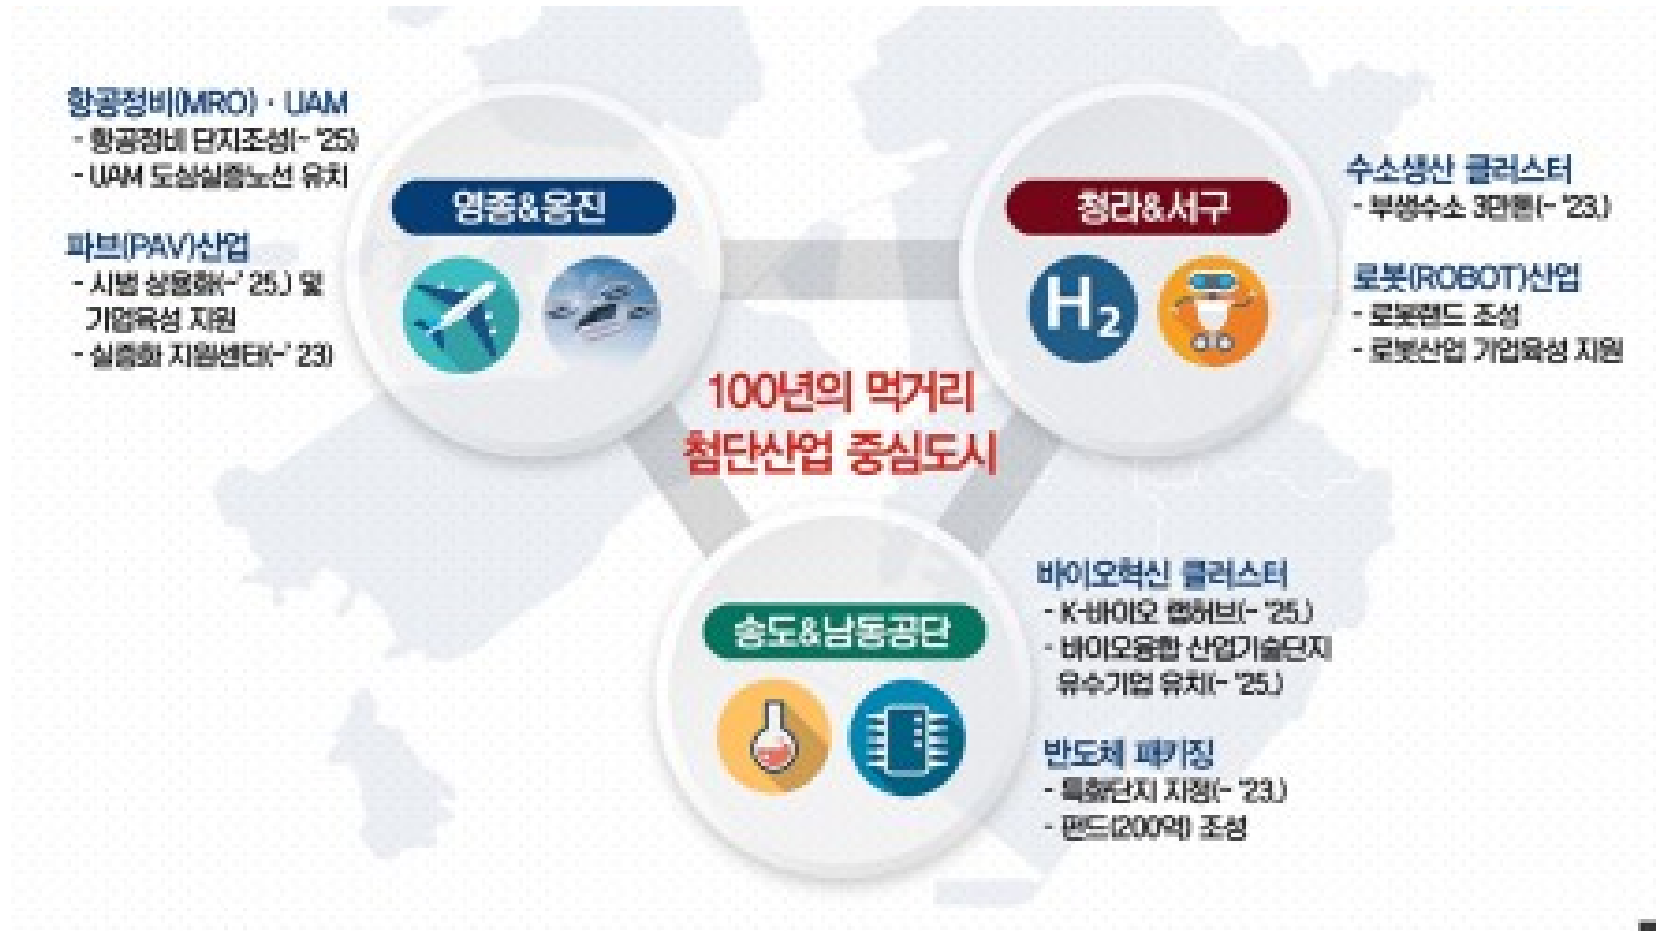 항공정비(MRO) · UAM
- 항공정비 단지조성(~ '25)
- UAM 도심실증노선 유치
파브(PAV)산업
- 시범 상용화(~' 25.) 및
기업육성 지원
- 실증화 지원센터(~' 23)
영종&옹진
청라&서구
H2
수소생산 클러스터
- 부생수소 3만톤(~ '23.)
로봇(ROBOT)산업
- 로봇랜드 조성
- 로봇산업 기업육성 지원
100년의 먹거리
첨단산업 중심도시
송도&남동공단
바이오혁신 클러스터
- K-바이오 랩허브(~ '25.)
- 바이오융합 산업기술단지
유수기업 유치(~ '25.)
반도체 패키징
- 특화단지 지정(~ '23.)
- 펀드(200억) 조성